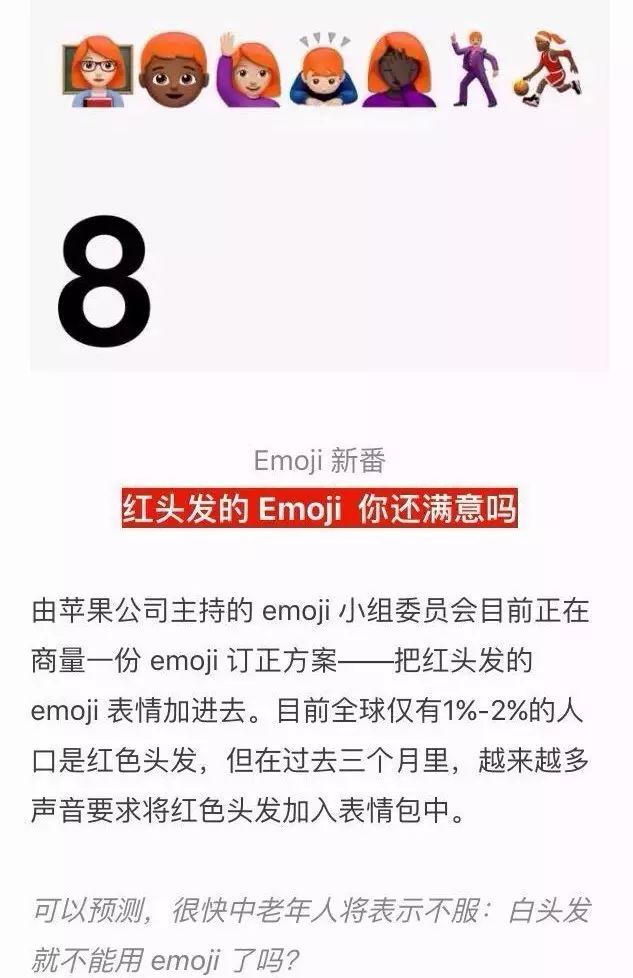 8
Emoji 新番
红头发的 Emoji 你还满意吗
由苹果公司主持的 emoji 小组委员会目前正在
商量一份 emoji 订正方案——把红头发的
emoji 表情加进去。目前全球仅有1%-2%的人
口是红色头发，但在过去三个月里，越来越多
声音要求将红色头发加入表情包中。
可以预测，很快中老年人将表示不服：白头发
就不能用 emoji 了吗？